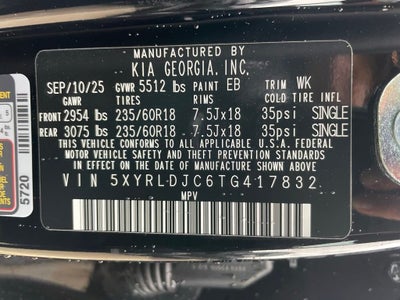 MANUFACTURED BY
KIA GEORGIA, INC.
SEP/10/25 GVWR 5512 lbs PAINT EB TRIM WK
GAWR TIRES RIMS COLD TIRE INFL
FRONT 2954 lbs 235/60R18 7.5Jx18 35psi SINGLE
REAR 3075 lbs 235/60R18 7.5Jx18 35psi SINGLE
THIS VEHICLE CONFORMS TO ALL APPLICABLE U.S.A. FEDERAL
MOTOR VEHICLE SAFETY AND THEFT PREVENTION STANDARDS
IN EFFECT ON THE DATE OF MANUFACTURE SHOWN ABOVE.
VIN 5XYRLDJC6TG417832
MPV
5720